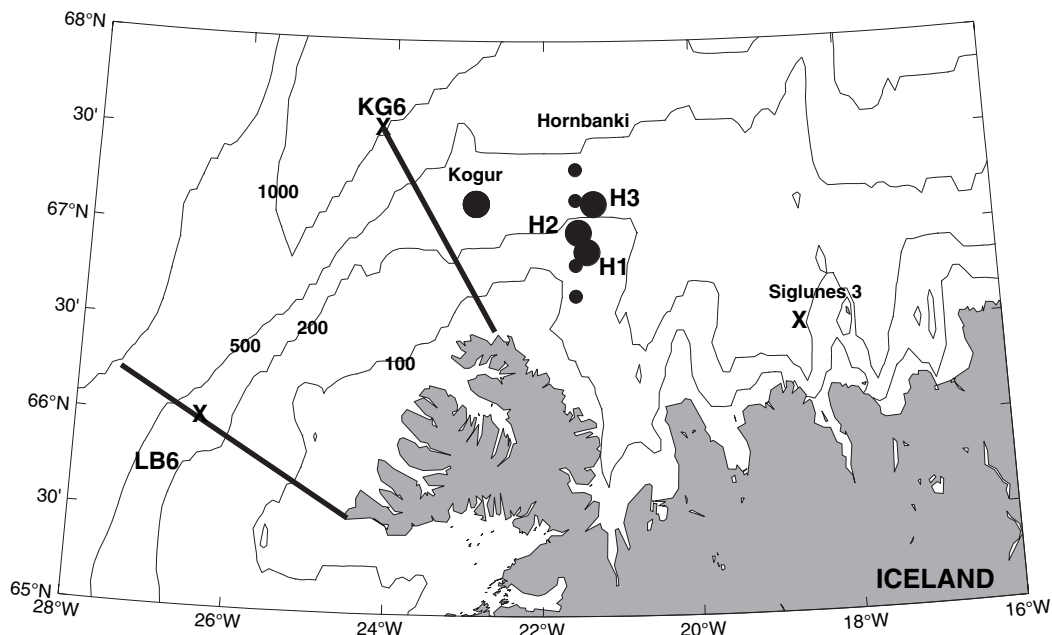 68°N
KG6
X
30'
Hornbanki
1000
Kogur
H3
67°N
H2
H1
Siglunes 3
X
30'
200
500
100
66°N
X
LB6
30'
ICELAND
65°N
28°W
26°W
24°W
22°W
20°W
18°W
16°W